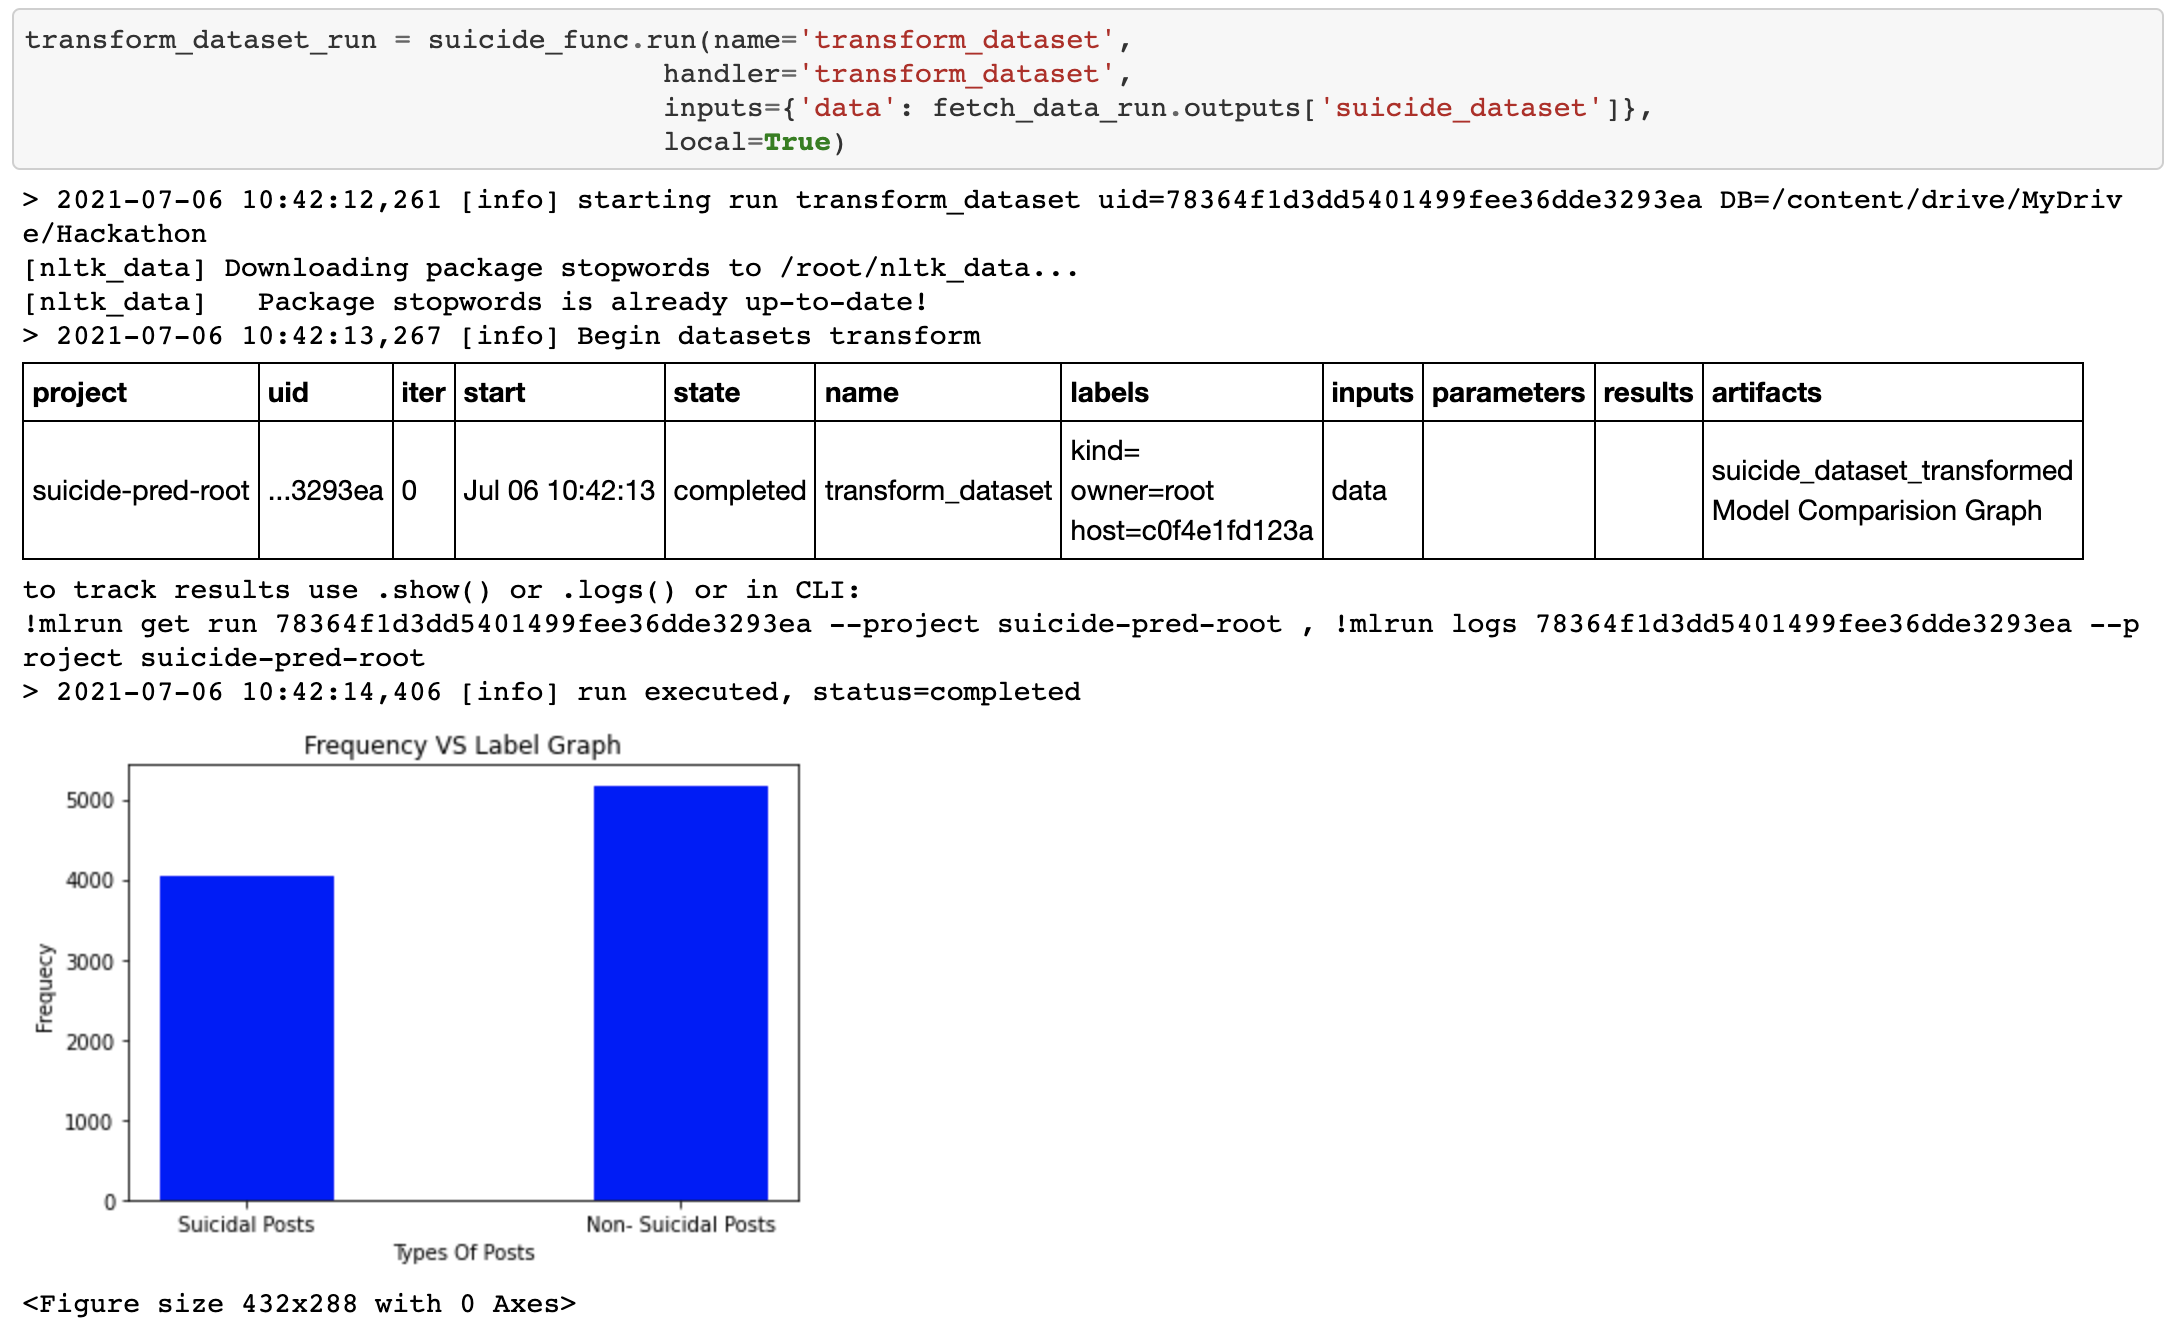 transform_dataset_run = suicide_func.run(name='transform_dataset',
handler='transform_dataset',
inputs={'data': fetch_data_run.outputs['suicide_dataset']},
local=True)
> 2021-07-06 10:42:12,261 [info] starting run transform_dataset uid=78364f1d3dd5401499fee36dde3293ea DB=/content/drive/MyDriv
e/Hackathon
[nltk_data] Downloading package stopwords to /root/nltk_data...
[nltk_data]   Package stopwords is already up-to-date!
> 2021-07-06 10:42:13,267 [info] Begin datasets transform
project uid iter start state name labels inputs parameters results artifacts
suicide-pred-root ...3293ea 0 Jul 06 10:42:13 completed transform_dataset
kind=
owner=root
host=c0f4e1fd123a
data
suicide_dataset_transformed
Model Comparision Graph
to track results use .show() or .logs() or in CLI:
!mlrun get run 78364f1d3dd5401499fee36dde3293ea --project suicide-pred-root , !mlrun logs 78364f1d3dd5401499fee36dde3293ea --p
roject suicide-pred-root
> 2021-07-06 10:42:14,406 [info] run executed, status=completed
Frequency VS Label Graph
5000
4000
3000
2000
1000
0
Frequecy
Suicidal Posts
Non- Suicidal Posts
Types Of Posts
<Figure size 432x288 with 0 Axes>